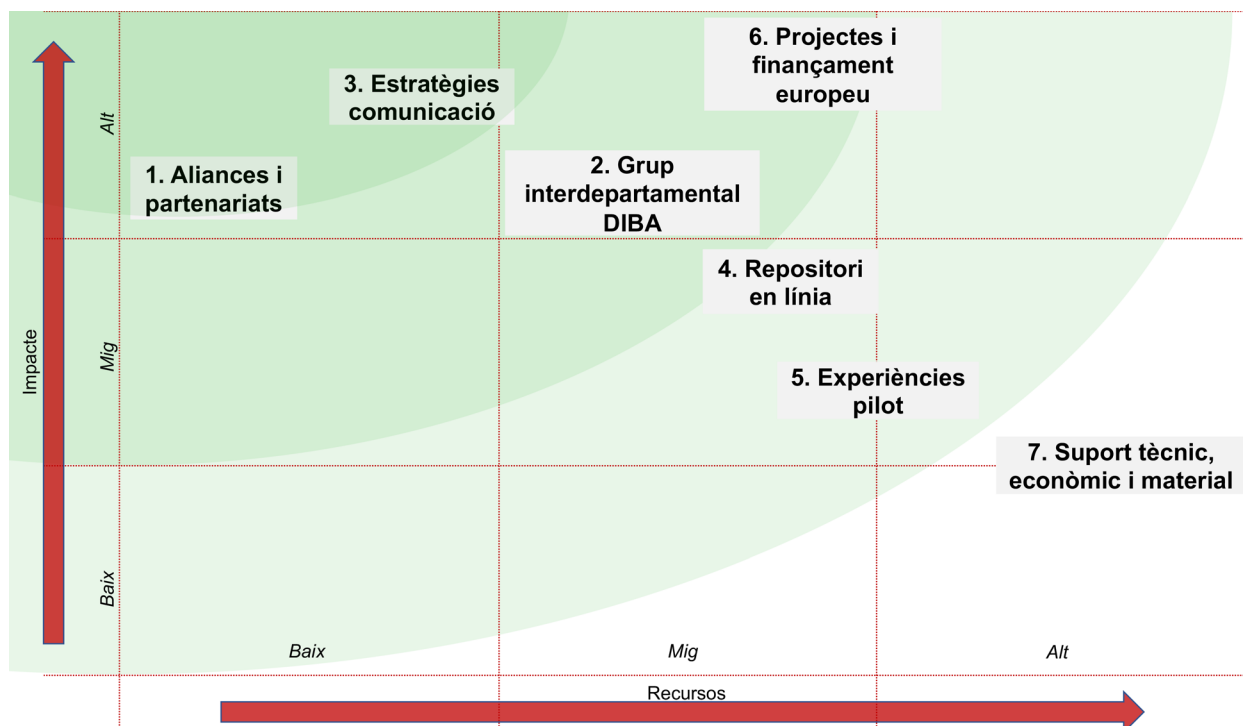 6. Projectes i
finançament
europeu
3. Estratègies
comunicació
Alt
1. Aliances i
partenariats
2. Grup
interdepartamental
DIBA
4. Repositori
en línia
Impacte
Mig
5. Experiències
pilot
7. Suport tècnic,
econòmic i material
Baix
Baix
Mig
Alt
Recursos